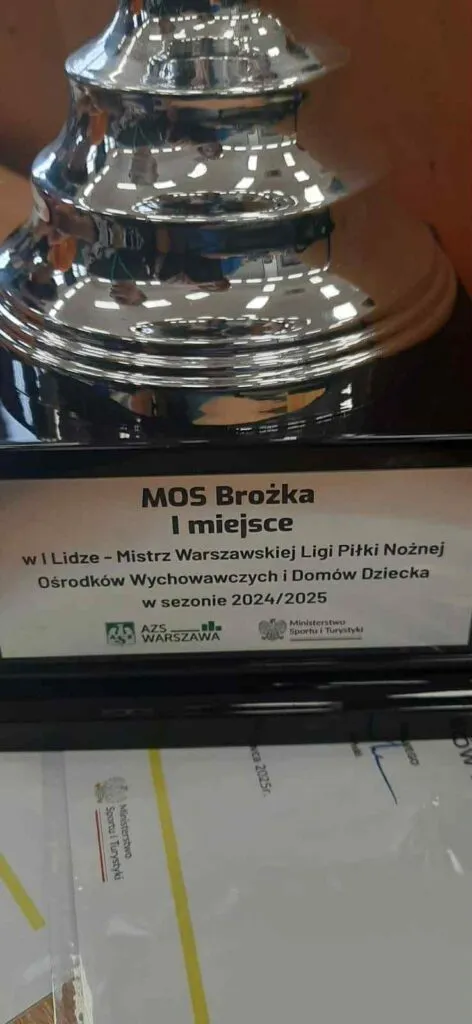 MOS Brożka
I miejsce
w I Lidze - Mistrz Warszawskiej Ligi Piłki Nożnej
Ośrodków Wychowawczych i Domów Dziecka
w sezonie 2024/2025
AZS
WARSZAWA
Ministerstwo
Sportu i Turystyki
2025r.
Ministerstwo
Sportu i Turystyki